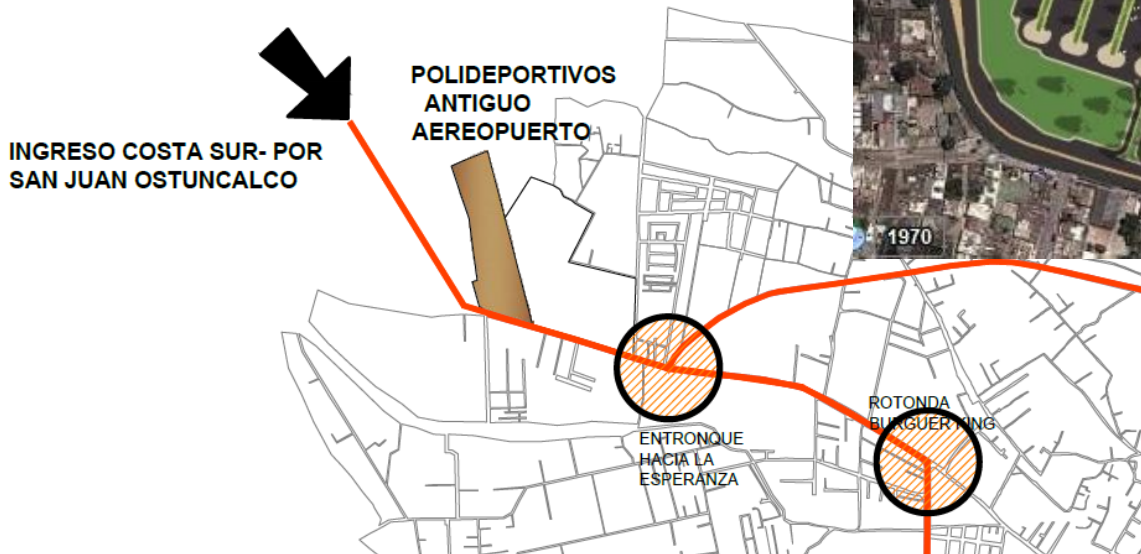 POLIDEPORTIVOS
ANTIGUO
AEREOPUERTO
INGRESO COSTA SUR- POR
SAN JUAN OSTUNCALCO
1970
ROTONDA
BURGUER KING
ENTRONQUE
HACIA LA
ESPERANZA